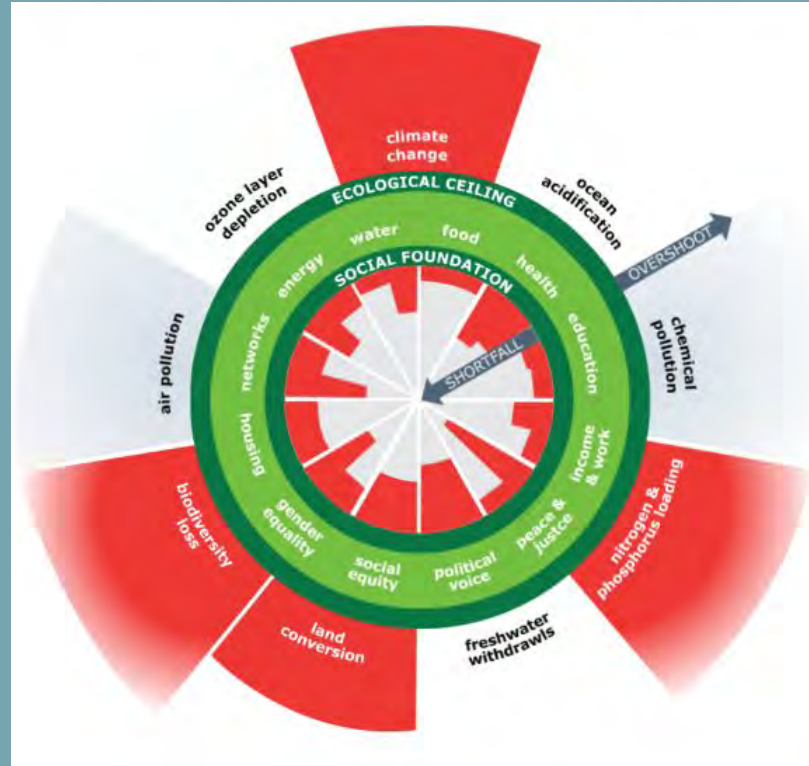 climate
change
ocean
acidification
OVERSHOOT
chemical
pollution
nitrogen &
phosphorus loading
freshwater
withdrawls
land
conversion
biodiversity
loss
air pollution
ozone layer
depletion
ECOLOGICAL CEILING
water
food
health
education
income
& work
peace &
justce
political
voice
social
equity
gender
equality
housing
networks
energy
SOCIAL FOUNDATION
SHORTFALL